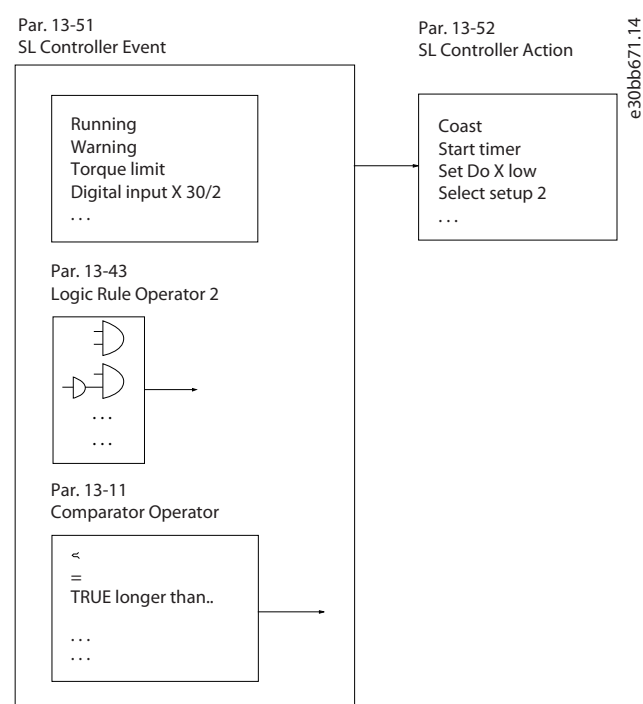 Par. 13-51
SL Controller Event
Par. 13-52
SL Controller Action
e30bb671.14
Running
Warning
Torque limit
Digital input X 30/2
. . .
Coast
Start timer
Set Do X low
Select setup 2
. . .
Par. 13-43
Logic Rule Operator 2
. . .
. . .
Par. 13-11
Comparator Operator
<
=
TRUE longer than..
. . .
. . .